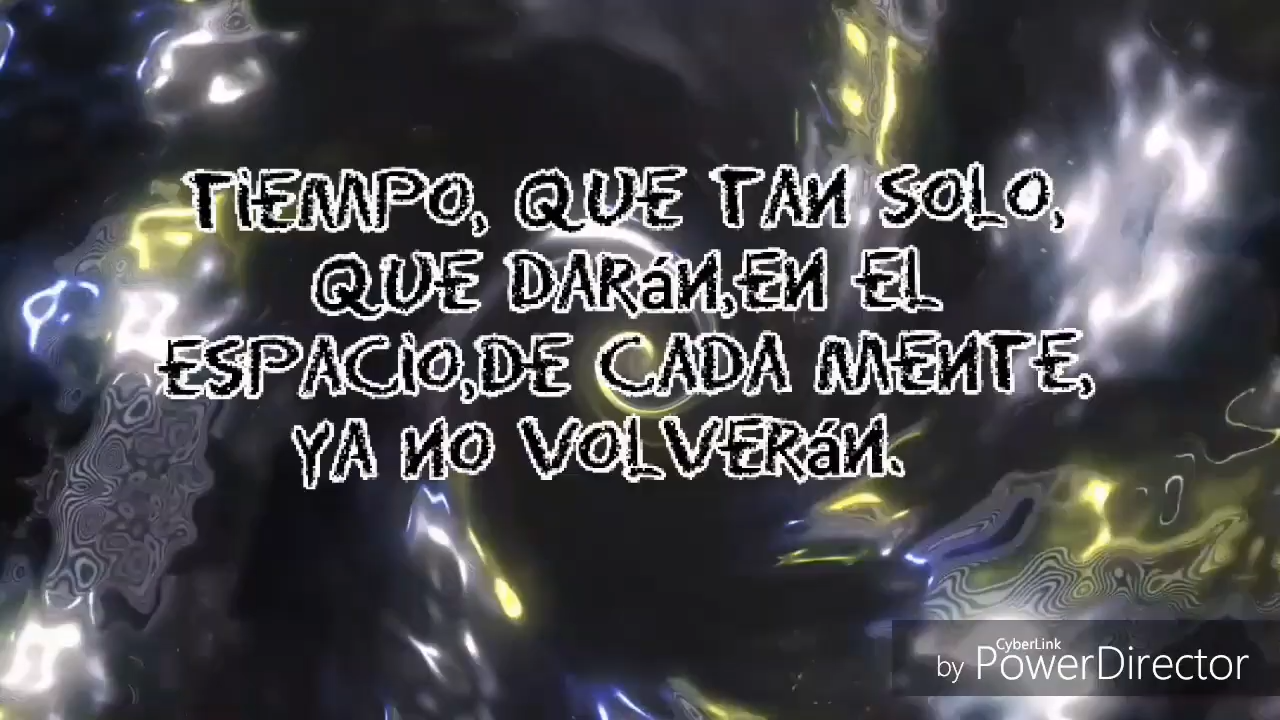 TIEMPO, QUE TAN SOLO,
QUE DARÁN,EN EL
ESPACIO,DE CADA MENTE,
YA NO VOLVERÁN.
CyberLink
by PowerDirector